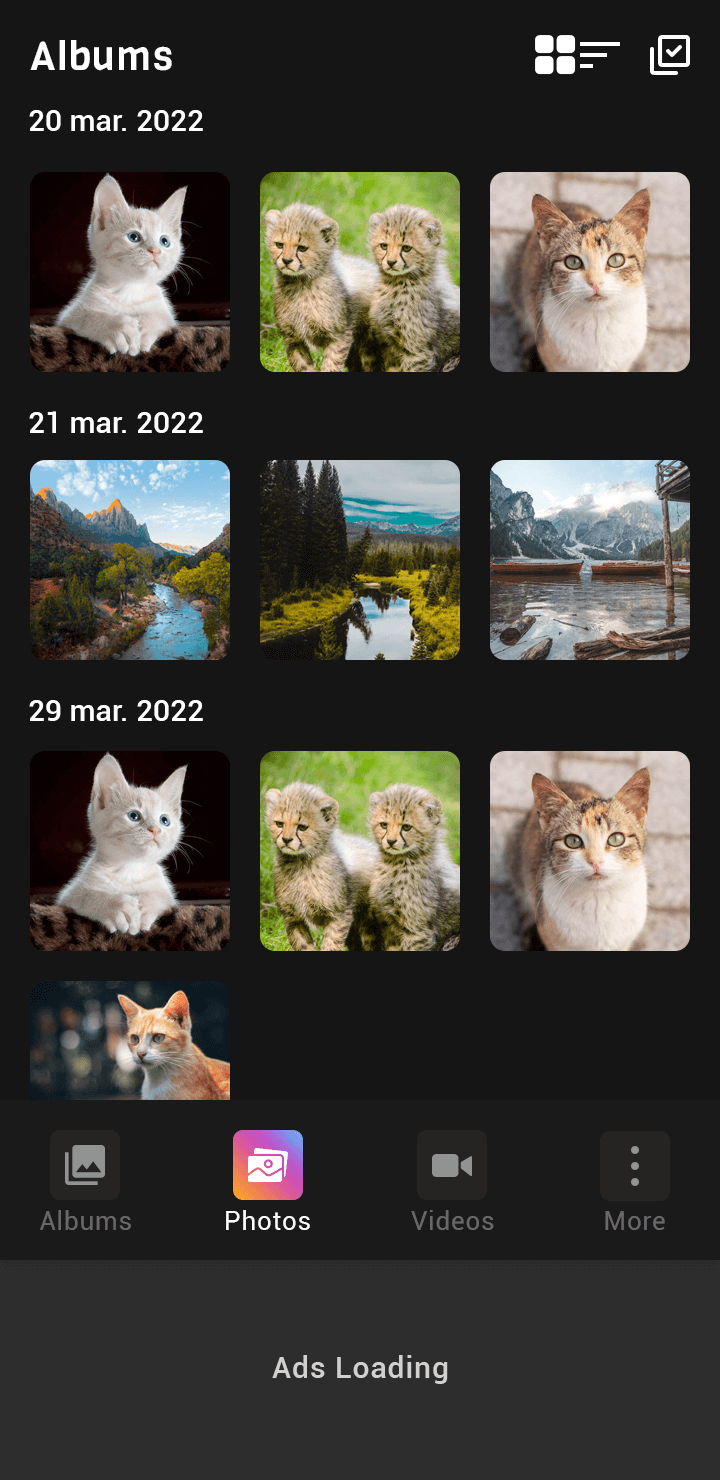 Albums
20 mar. 2022
21 mar. 2022
29 mar. 2022
Albums
Photos
Videos
More
Ads Loading